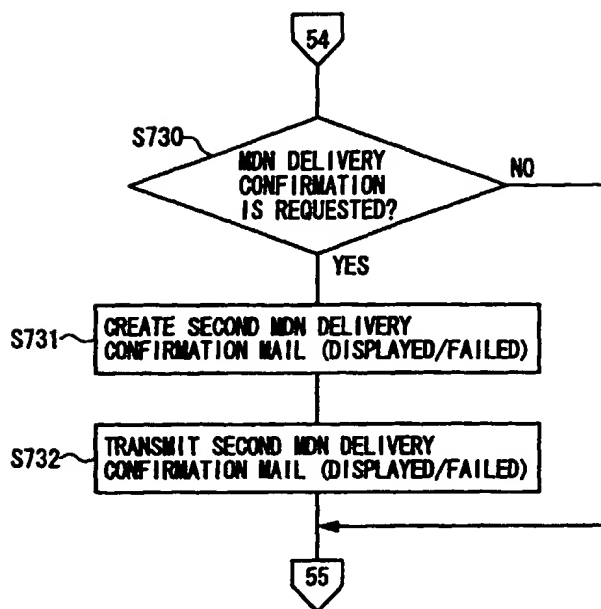 54
S730
MDN DELIVERY
CONFIRMATION
IS REQUESTED?
NO
YES
S731
CREATE SECOND MDN DELIVERY
CONFIRMATION MAIL (DISPLAYED/FAILED)
S732
TRANSMIT SECOND MDN DELIVERY
CONFIRMATION MAIL (DISPLAYED/FAILED)
55